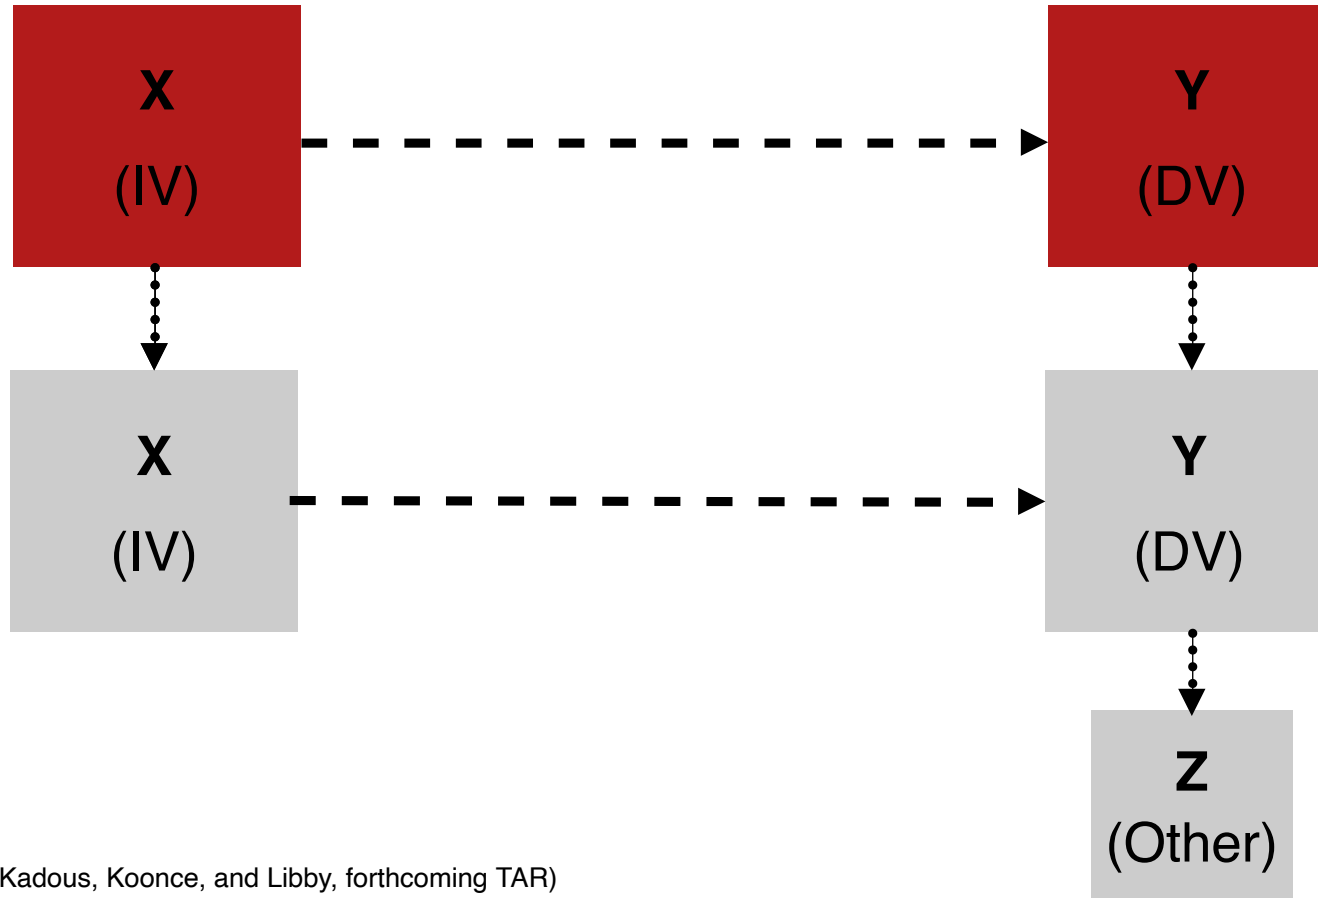 X
(IV)
Y
(DV)
X
(IV)
Y
(DV)
Z
(Other)
Kadous, Koonce, and Libby, forthcoming TAR)